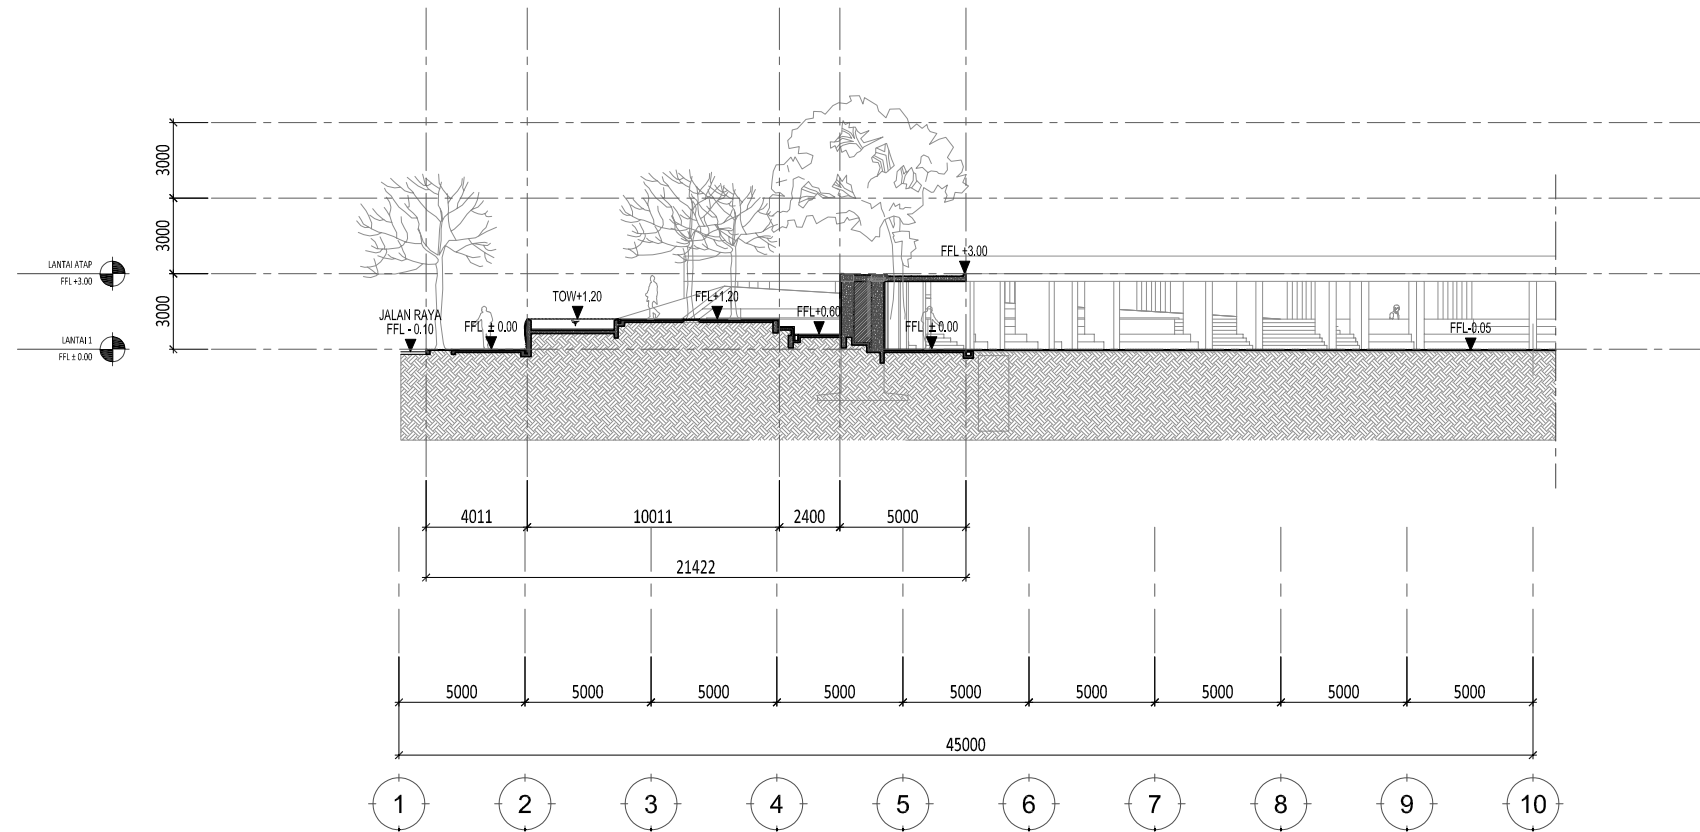 3000
3000
3000
LANTAI ATAP
FFL +3.00
LANTAI 1
FFL ± 0.00
JALAN RAYA
FFL - 0.10
FFL ± 0.00
TOW+1.20
FFL+1.20
FFL+0.60
FFL +3.00
FFL ± 0.00
FFL-0.05
4011 10011 2400 5000
21422
5000 5000 5000 5000 5000 5000 5000 5000 5000
45000
1 2 3 4 5 6 7 8 9 10